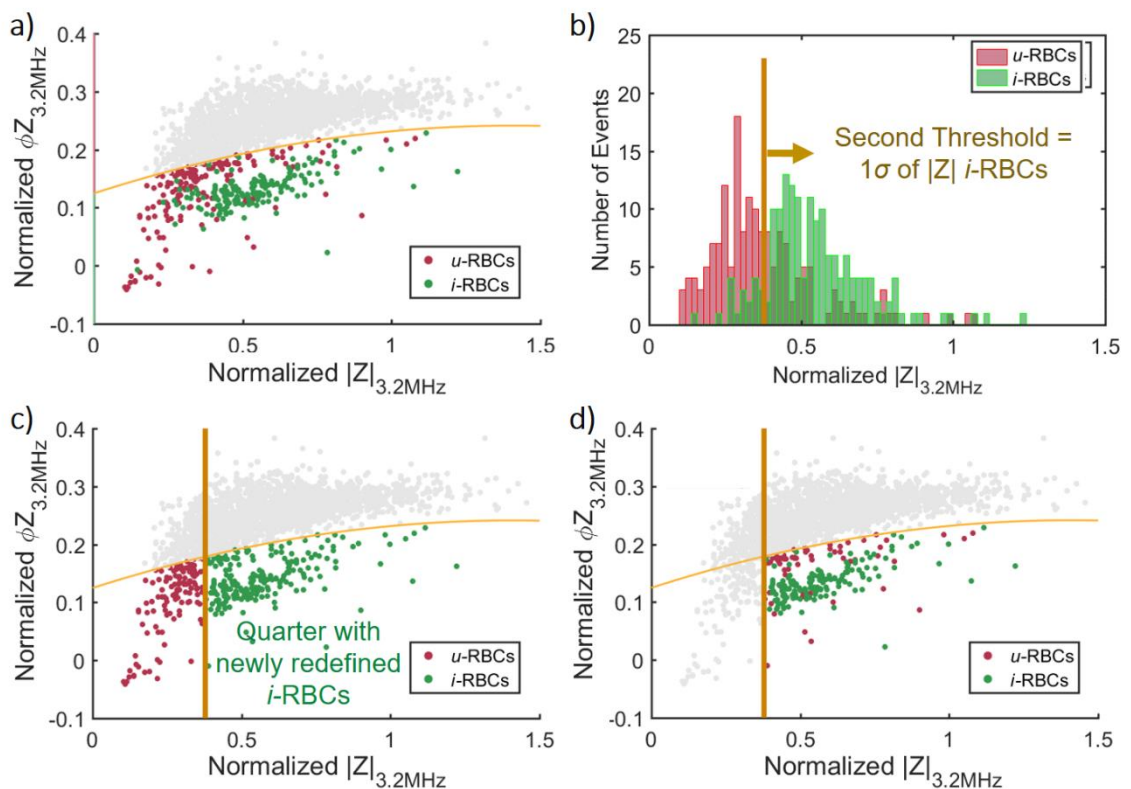 a)
0.4
0.3
0.2
0.1
0
-0.1
Normalized ϕZ3.2MHz
u-RBCs
i-RBCs
0
0.5
1
1.5
Normalized |Z|3.2MHz
b)
25
20
15
10
5
0
Number of Events
u-RBCs
i-RBCs
Second Threshold =
1σ of |Z| i-RBCs
0
0.5
1
1.5
Normalized |Z|3.2MHz
c)
0.4
0.3
0.2
0.1
0
-0.1
Normalized ϕZ3.2MHz
Quarter with
newly redefined
i-RBCs
u-RBCs
i-RBCs
0
0.5
1
1.5
Normalized |Z|3.2MHz
d)
0.4
0.3
0.2
0.1
0
-0.1
Normalized ϕZ3.2MHz
u-RBCs
i-RBCs
0
0.5
1
1.5
Normalized |Z|3.2MHz